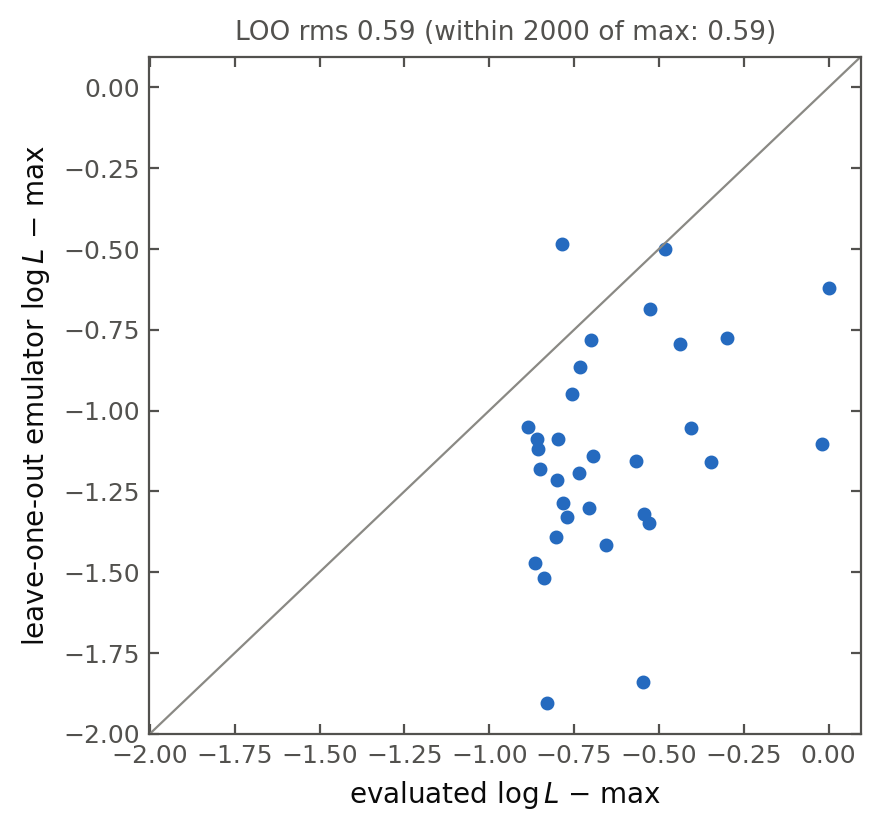 LOO rms 0.59 (within 2000 of max: 0.59)
leave-one-out emulator log L − max
0.00
−0.25
−0.50
−0.75
−1.00
−1.25
−1.50
−1.75
−2.00
−2.00 −1.75 −1.50 −1.25 −1.00 −0.75 −0.50 −0.25 0.00
evaluated log L − max